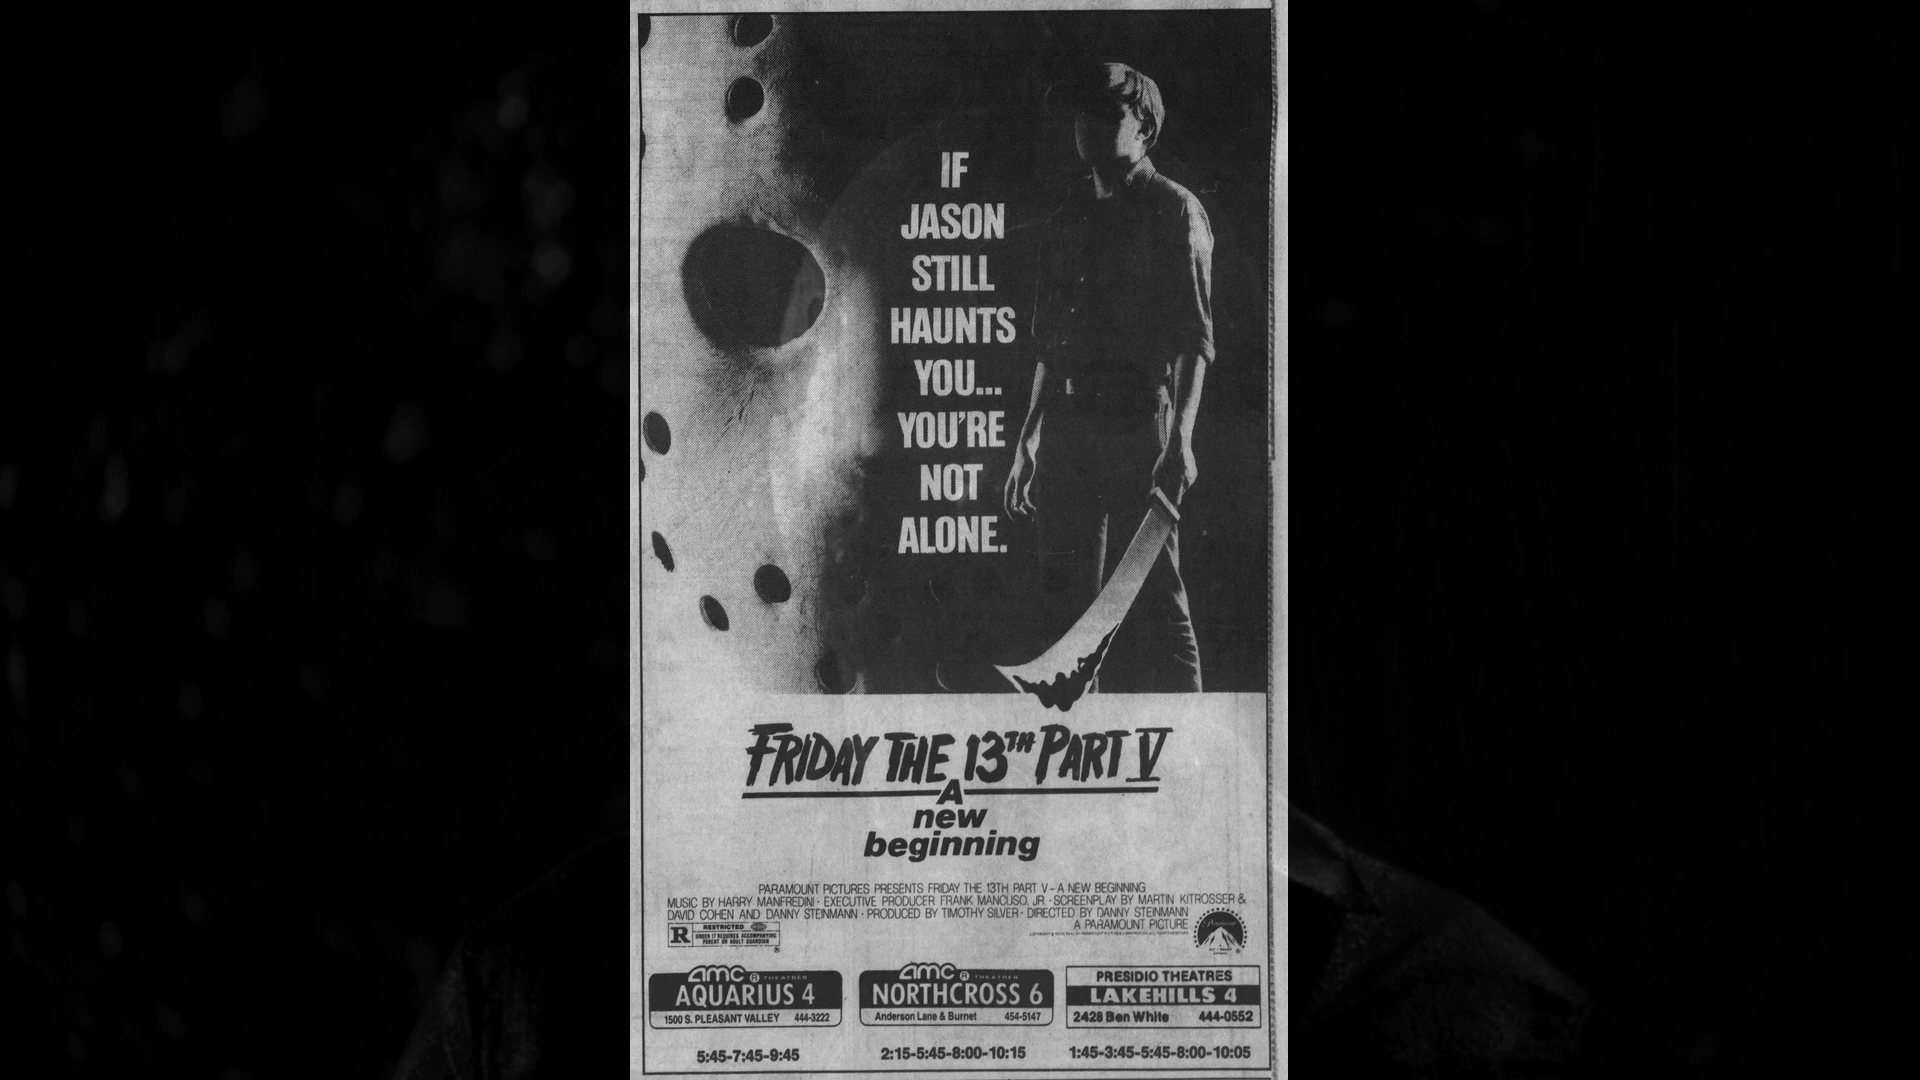 IF
JASON
STILL
HAUNTS
YOU...
YOU'RE
NOT
ALONE.
FRIDAY THE 13TH PART V
A
new
beginning
PARAMOUNT PICTURES PRESENTS FRIDAY THE 13TH PART V – A NEW BEGINNING
MUSIC BY HARRY MANFREDINI · EXECUTIVE PRODUCER FRANK MANCUSO, JR · SCREENPLAY BY MARTIN KITROSSER &
DAVID COHEN AND DANNY STEINMANN · PRODUCED BY TIMOTHY SILVER · DIRECTED BY DANNY STEINMANN
A PARAMOUNT PICTURE
R RESTRICTED
UNDER 17 REQUIRES ACCOMPANYING
PARENT OR ADULT GUARDIAN
Paramount
amc THEATRES
AQUARIUS 4
1500 S. PLEASANT VALLEY 444-3222
5:45-7:45-9:45
amc THEATRES
NORTHCROSS 6
Anderson Lane & Burnet 454-5147
2:15-5:45-8:00-10:15
PRESIDIO THEATRES
LAKEHILLS 4
2428 Ben White 444-0552
1:45-3:45-5:45-8:00-10:05